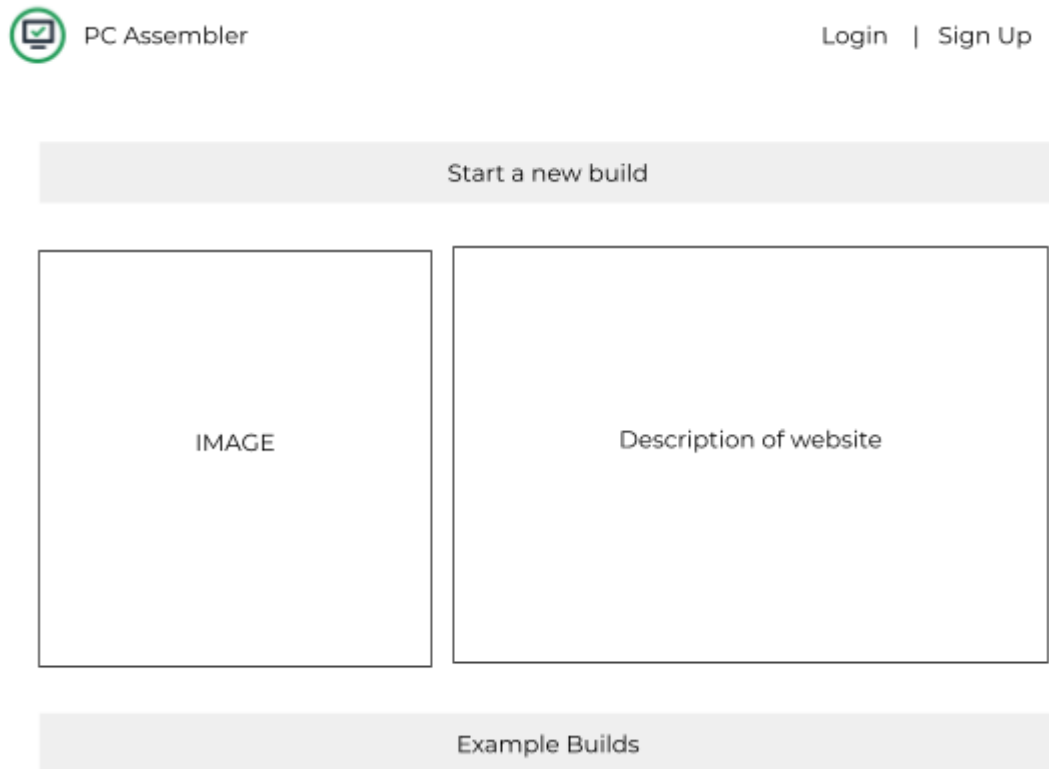 PC Assembler
Login | Sign Up
Start a new build
IMAGE
Description of website
Example Builds